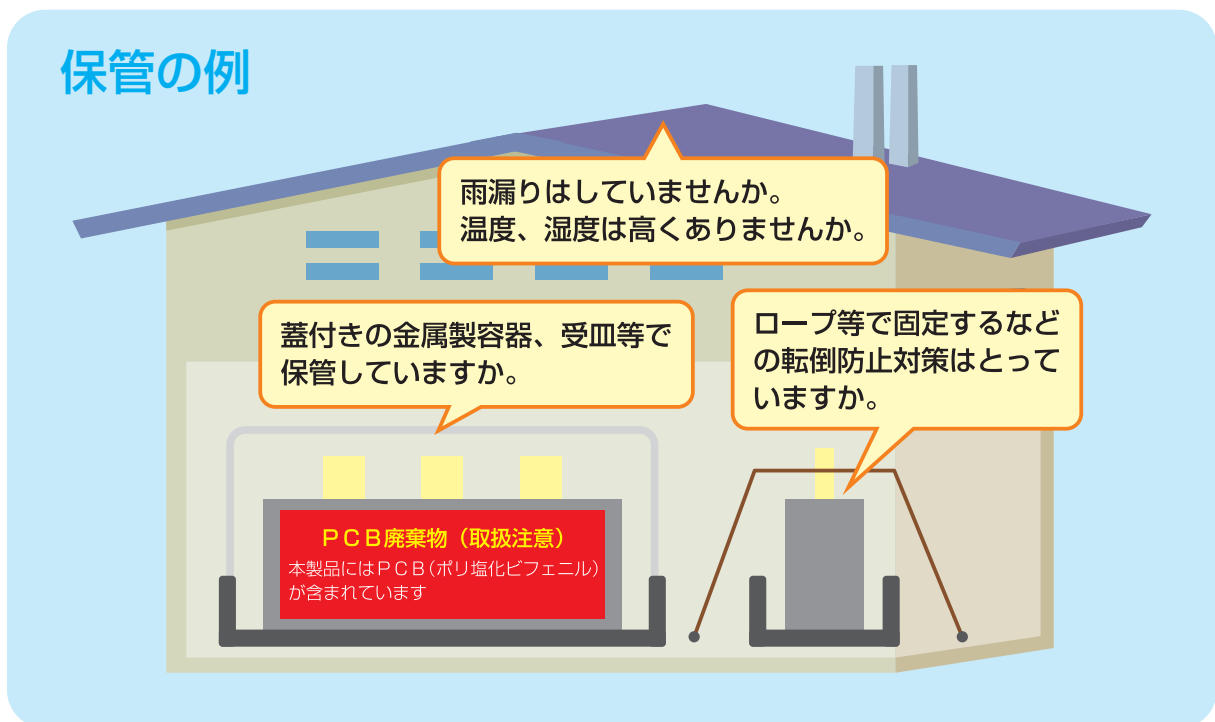 保管の例
雨漏りはしていませんか。
温度、湿度は高くありませんか。
蓋付きの金属製容器、受皿等で
保管していますか。
ロープ等で固定するなど
の転倒防止対策はとって
いますか。
ＰＣＢ廃棄物（取扱注意）
本製品にはＰＣＢ（ポリ塩化ビフェニル）
が含まれています